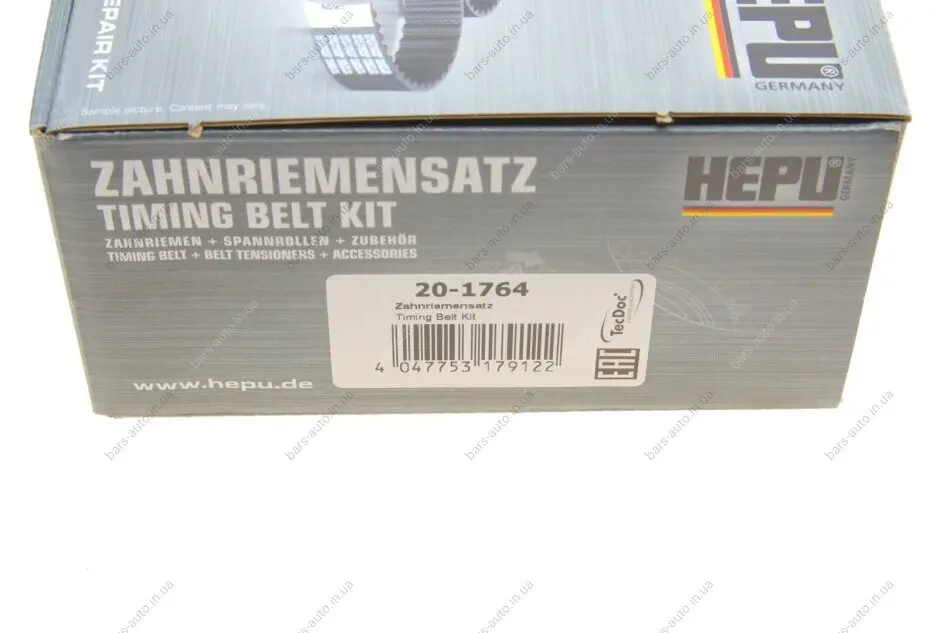 EPAIR KIT
Sample picture. Content may vary.
HEPU®
GERMANY
ZAHNRIEMENSATZ
TIMING BELT KIT
ZAHNRIEMEN + SPANNROLLEN + ZUBEHÖR
TIMING BELT + BELT TENSIONERS + ACCESSORIES
HEPU®
GERMANY
20-1764
Zahnriemensatz
Timing Belt Kit
4 047753 179122
TecDoc
EAC
www.hepu.de
bars-auto.in.ua